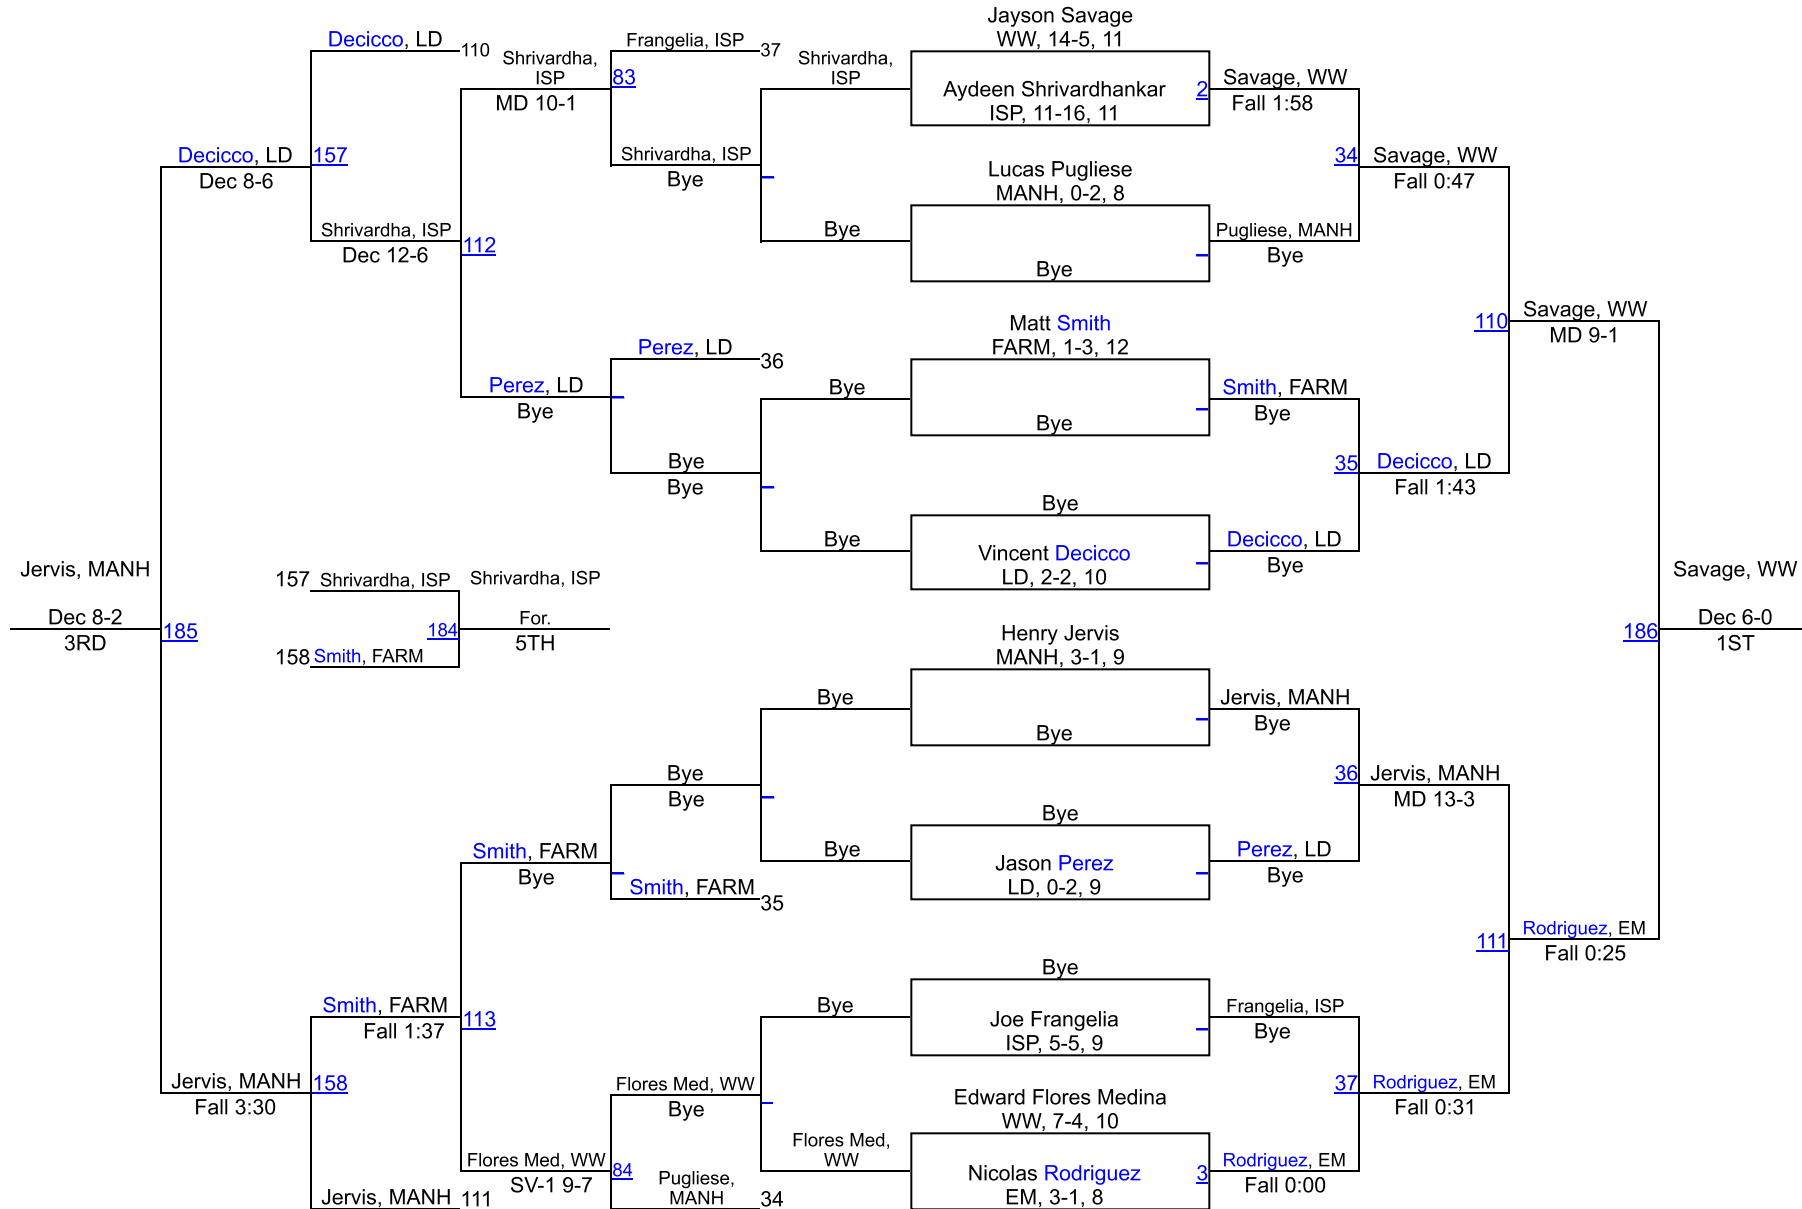 Jayson Savage
WW, 14-5, 11
Decicco, LD
110
Frangelia, ISP
37
Shrivardha,
ISP
MD 10-1
83
Shrivardha,
ISP
Aydeen Shrivardhankar
ISP, 11-16, 11
2
Savage, WW
Fall 1:58
Decicco, LD
Dec 8-6
157
Shrivardha, ISP
Bye
Lucas Pugliese
MANH, 0-2, 8
34
Savage, WW
Fall 0:47
Shrivardha, ISP
Dec 12-6
112
Bye
Bye
Pugliese, MANH
Bye
Matt Smith
FARM, 1-3, 12
110
Savage, WW
MD 9-1
Perez, LD
36
Perez, LD
Bye
Bye
Bye
Smith, FARM
Bye
Bye
Bye
35
Decicco, LD
Fall 1:43
Bye
Bye
Vincent Decicco
LD, 2-2, 10
Decicco, LD
Bye
Jervis, MANH
Dec 8-2
3RD
185
157
Shrivardha, ISP
Shrivardha, ISP
184
For.
5TH
158
Smith, FARM
Savage, WW
186
Dec 6-0
1ST
Henry Jervis
MANH, 3-1, 9
Bye
Bye
Jervis, MANH
Bye
Bye
Bye
36
Jervis, MANH
MD 13-3
Bye
Smith, FARM
Bye
Bye
Jason Perez
LD, 0-2, 9
Perez, LD
Bye
Smith, FARM
35
111
Rodriguez, EM
Fall 0:25
Bye
Smith, FARM
Fall 1:37
113
Bye
Joe Frangelia
ISP, 5-5, 9
Frangelia, ISP
Bye
Jervis, MANH
Fall 3:30
158
Flores Med, WW
Bye
Edward Flores Medina
WW, 7-4, 10
37
Rodriguez, EM
Fall 0:31
Flores Med, WW
SV-1 9-7
84
Flores Med,
WW
Nicolas Rodriguez
EM, 3-1, 8
3
Rodriguez, EM
Fall 0:00
Jervis, MANH
111
Pugliese,
MANH
34